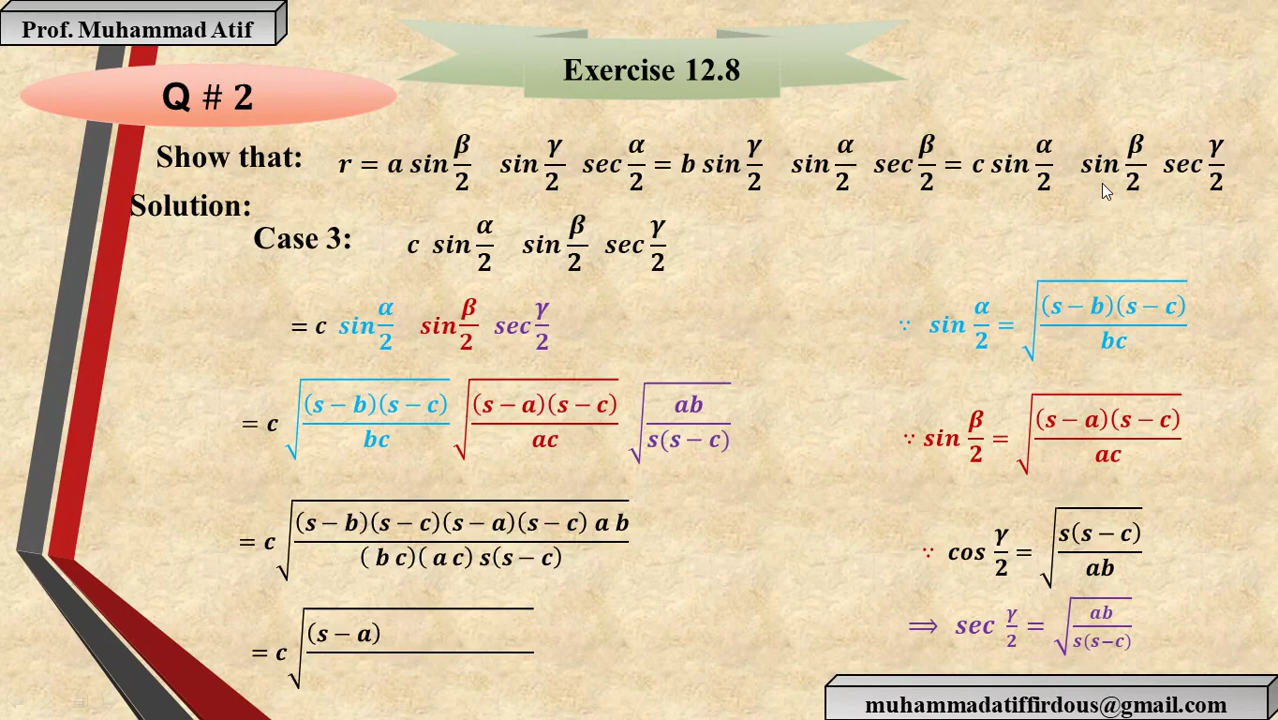 Prof. Muhammad Atif
Exercise 12.8
Q # 2
Show that: r = a sin β/2 sin γ/2 sec α/2 = b sin γ/2 sin α/2 sec β/2 = c sin α/2 sin β/2 sec γ/2
Solution:
Case 3: c sin α/2 sin β/2 sec γ/2
= c sin α/2 sin β/2 sec γ/2
∵ sin α/2 = √((s − b)(s − c)/bc)
= c √((s − b)(s − c)/bc) √((s − a)(s − c)/ac) √(ab/s(s − c))
∵ sin β/2 = √((s − a)(s − c)/ac)
= c √((s − b)(s − c)(s − a)(s − c) a b/( b c)( a c) s(s − c))
∵ cos γ/2 = √(s(s − c)/ab)
⟹ sec γ/2 = √(ab/s(s−c))
= c √((s − a)/)
muhammadatiffirdous@gmail.com